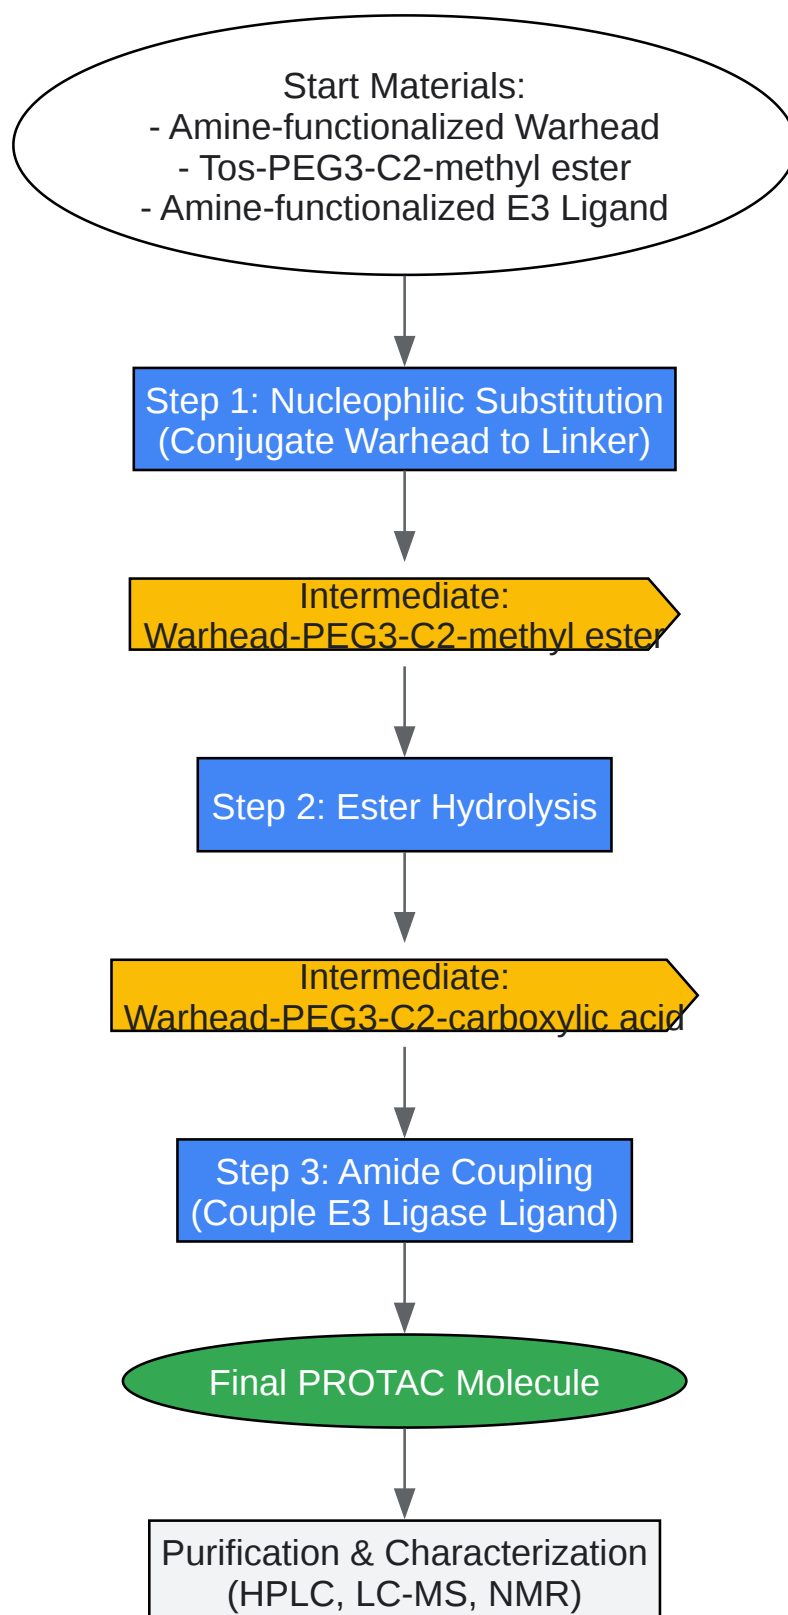 Start Materials:
- Amine-functionalized Warhead
- Tos-PEG3-C2-methyl ester
- Amine-functionalized E3 Ligand
Step 1: Nucleophilic Substitution
(Conjugate Warhead to Linker)
Intermediate:
Warhead-PEG3-C2-methyl ester
Step 2: Ester Hydrolysis
Intermediate:
Warhead-PEG3-C2-carboxylic acid
Step 3: Amide Coupling
(Couple E3 Ligase Ligand)
Final PROTAC Molecule
Purification & Characterization
(HPLC, LC-MS, NMR)